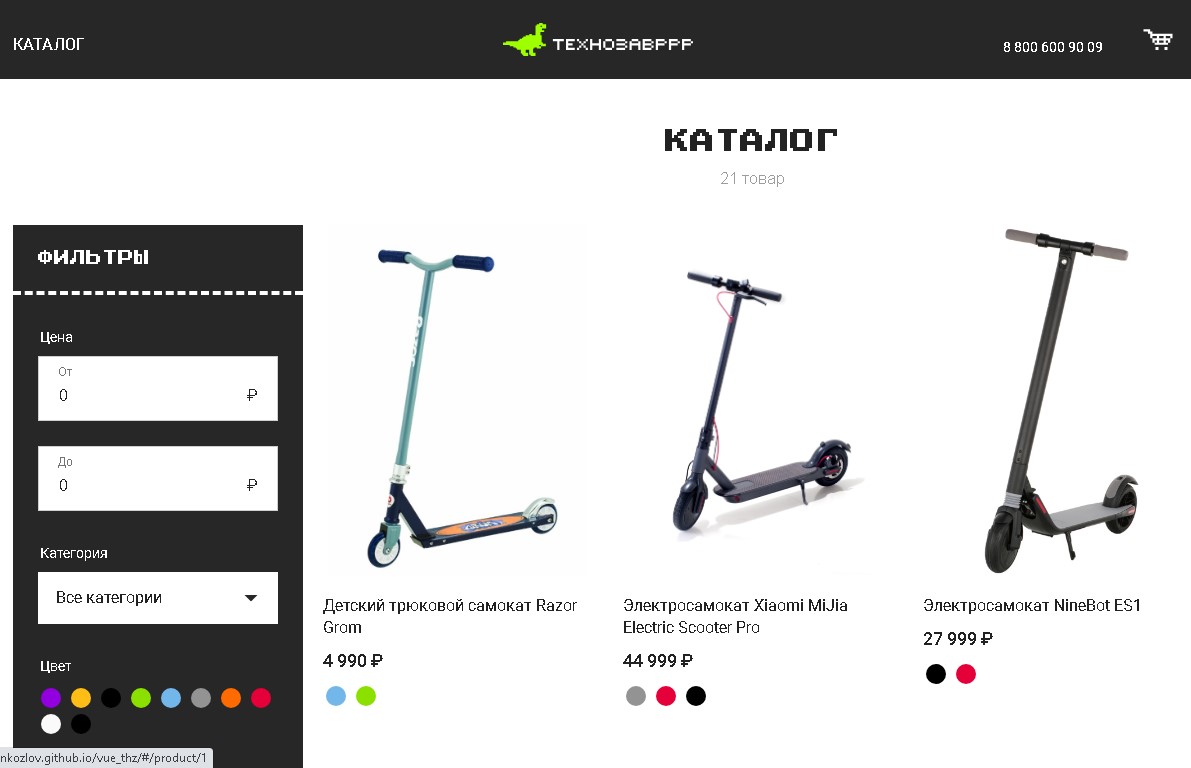 КАТАЛОГ
ТЕХНОЗАВРРР
8 800 600 90 09
КАТАЛОГ
21 товар
ФИЛЬТРЫ
Цена
От
0 ₽
До
0 ₽
Категория
Все категории
Цвет
Razor
Детский трюковой самокат Razor
Grom
4 990 ₽
Электросамокат Xiaomi MiJia
Electric Scooter Pro
44 999 ₽
Электросамокат NineBot ES1
27 999 ₽
nkozlov.github.io/vue_thz/#/product/1